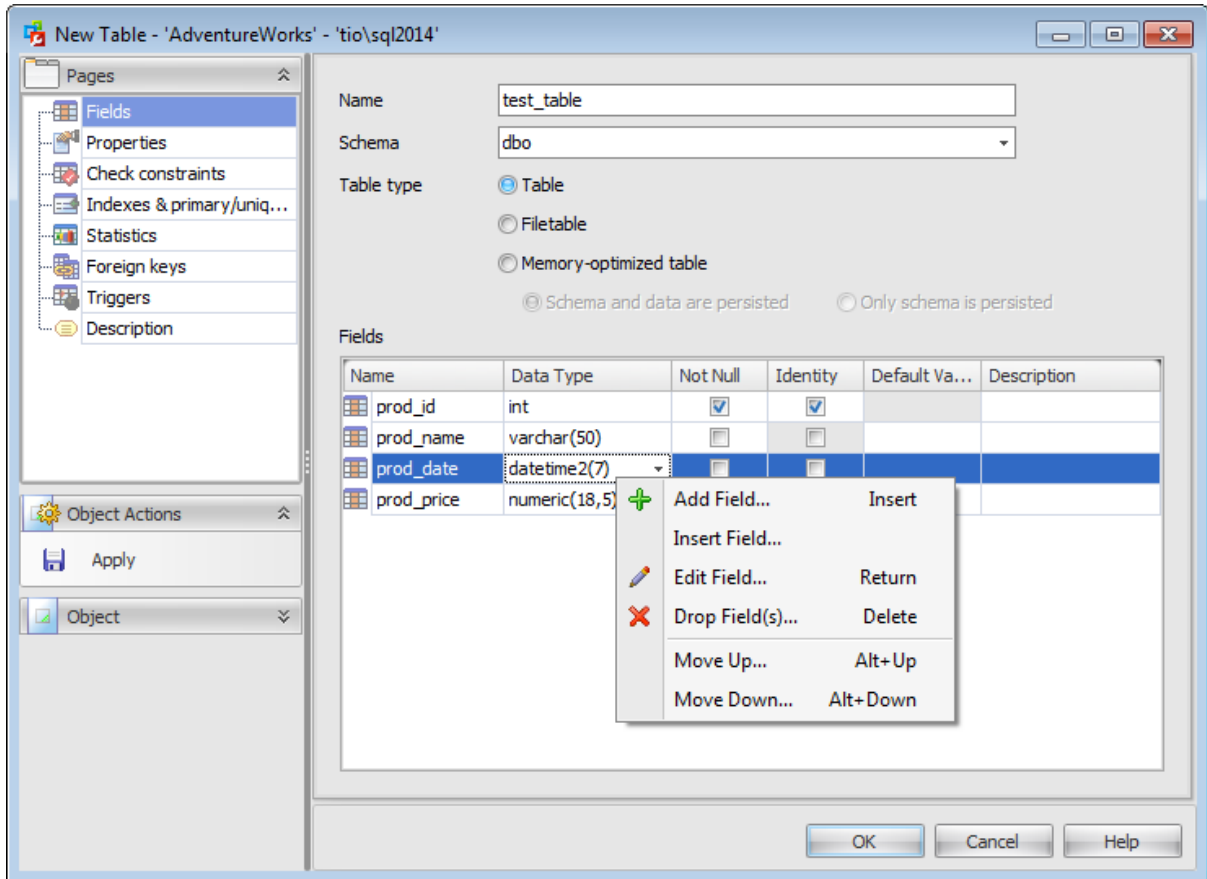 New Table - 'AdventureWorks' - 'tio\sql2014'
Pages
Fields
Properties
Check constraints
Indexes & primary/uniq...
Statistics
Foreign keys
Triggers
Description
Object Actions
Apply
Object
Name test_table
Schema dbo
Table type Table
Filetable
Memory-optimized table
Schema and data are persisted Only schema is persisted
Fields
Name Data Type Not Null Identity Default Va... Description
prod_id int
prod_name varchar(50)
prod_date datetime2(7)
prod_price numeric(18,5)
Add Field... Insert
Insert Field...
Edit Field... Return
Drop Field(s)... Delete
Move Up... Alt+Up
Move Down... Alt+Down
OK Cancel Help